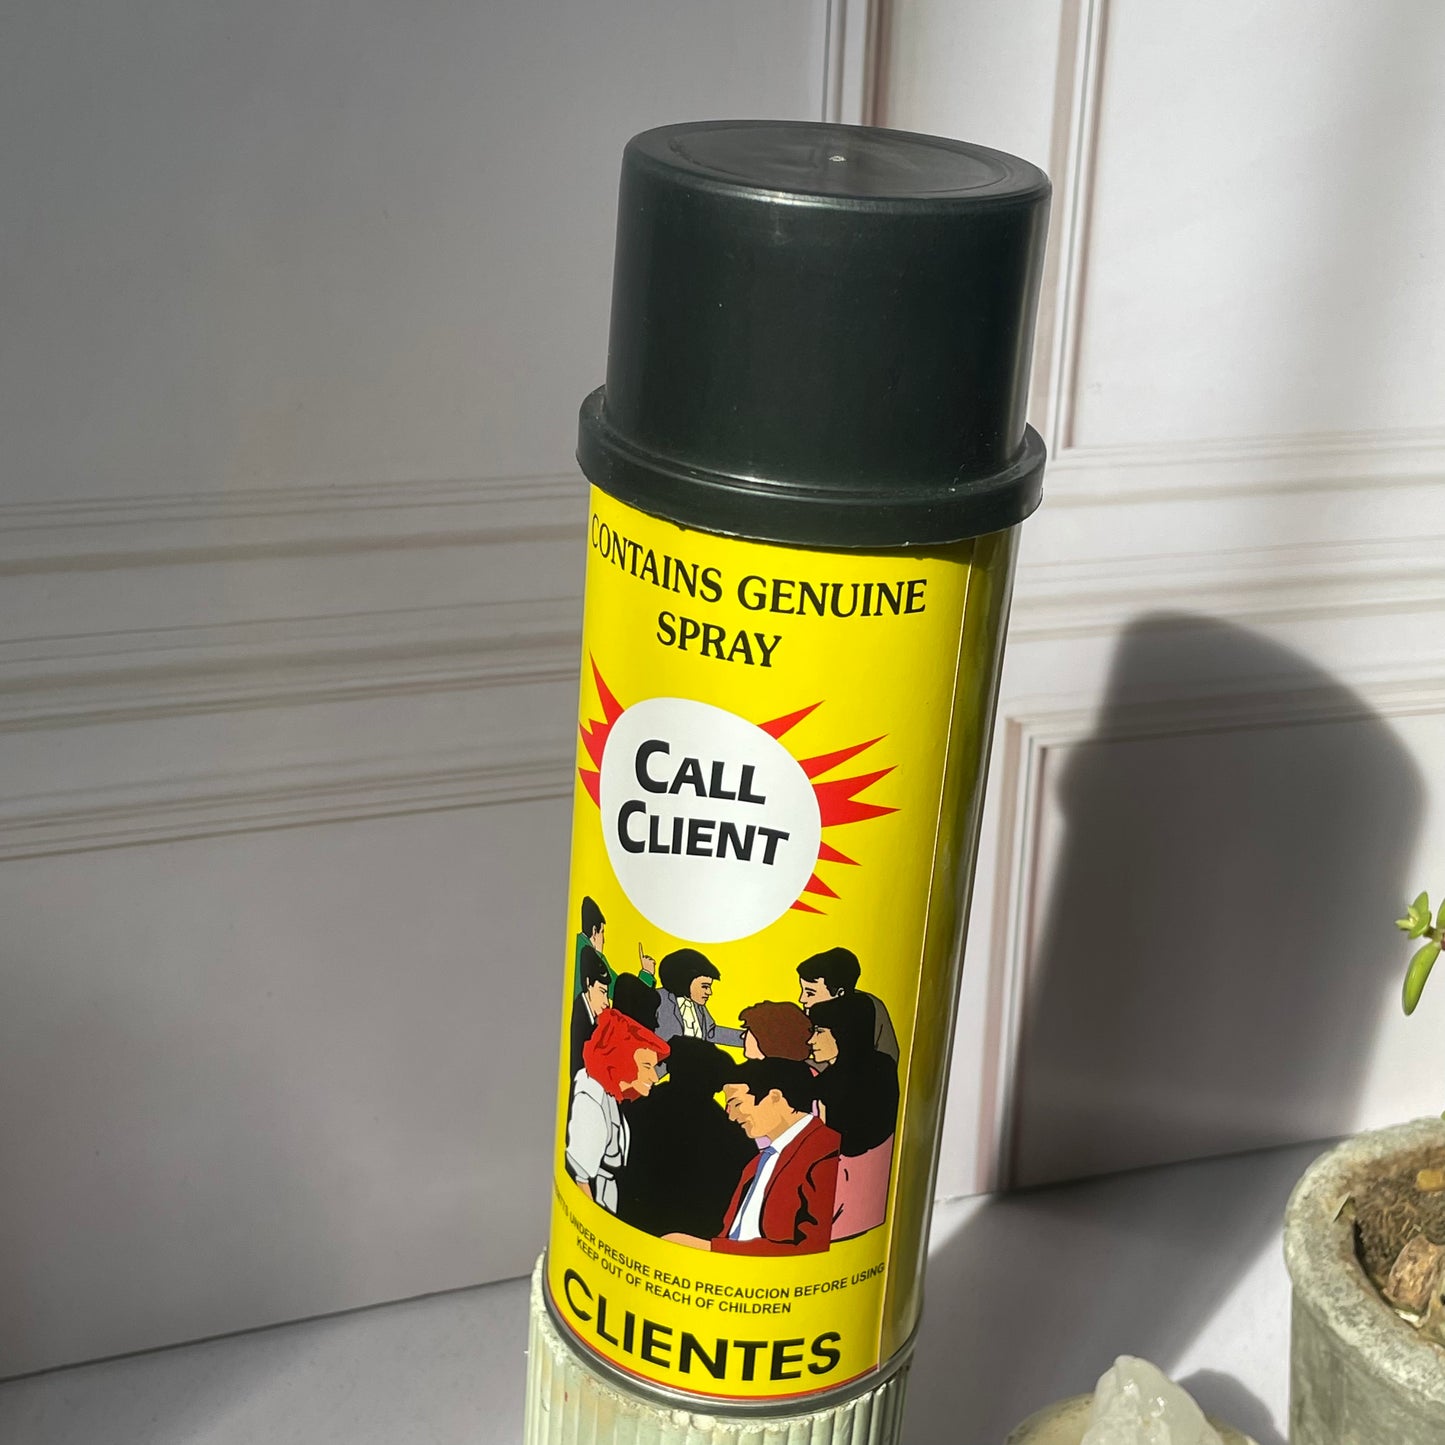 CONTAINS GENUINE
SPRAY
CALL
CLIENT
UNDER PRESURE READ PRECAUCION BEFORE USING
KEEP OUT OF REACH OF CHILDREN
CLIENTES